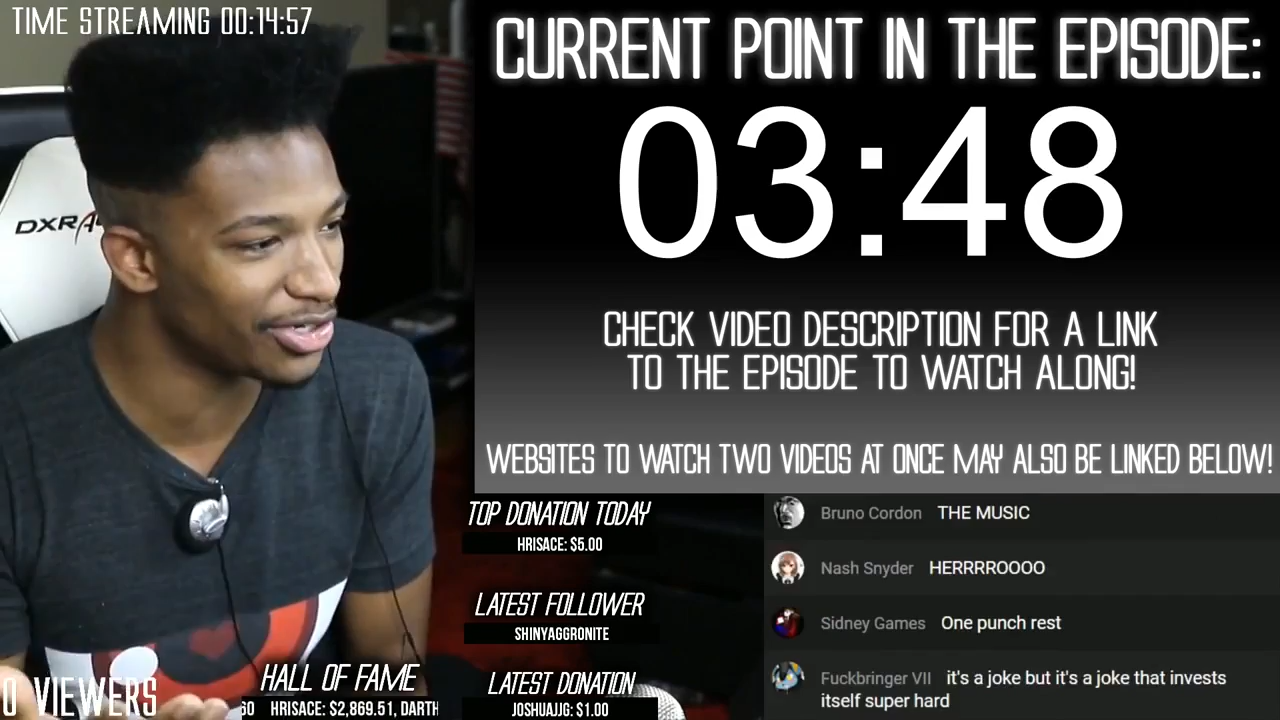 TIME STREAMING 00:14:57
CURRENT POINT IN THE EPISODE:
03:48
DXRA
CHECK VIDEO DESCRIPTION FOR A LINK
TO THE EPISODE TO WATCH ALONG!
WEBSITES TO WATCH TWO VIDEOS AT ONCE MAY ALSO BE LINKED BELOW!
TOP DONATION TODAY
HRISACE: $5.00
LATEST FOLLOWER
SHINYAGGRONITE
LATEST DONATION
JOSHUAJJG: $1.00
HALL OF FAME
60 HRISACE: $2,869.51, DARTH
0 VIEWERS
Bruno Cordon THE MUSIC
Nash Snyder HERRRROOOO
Sidney Games One punch rest
Fuckbringer VII it's a joke but it's a joke that invests
itself super hard